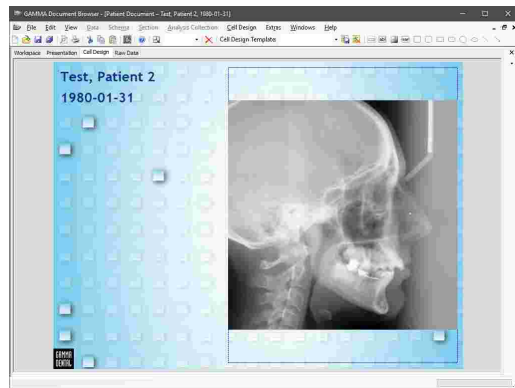 GAMMA Document Browser - [Patient Document - Test, Patient 2, 1980-01-31]
File Edit View Data Scheme Section Analysis Collection Cell Design Extras Windows Help
Cell Design Template
Workspace Presentation Cell Design Raw Data
Test, Patient 2
1980-01-31
GAMMA
DENTAL